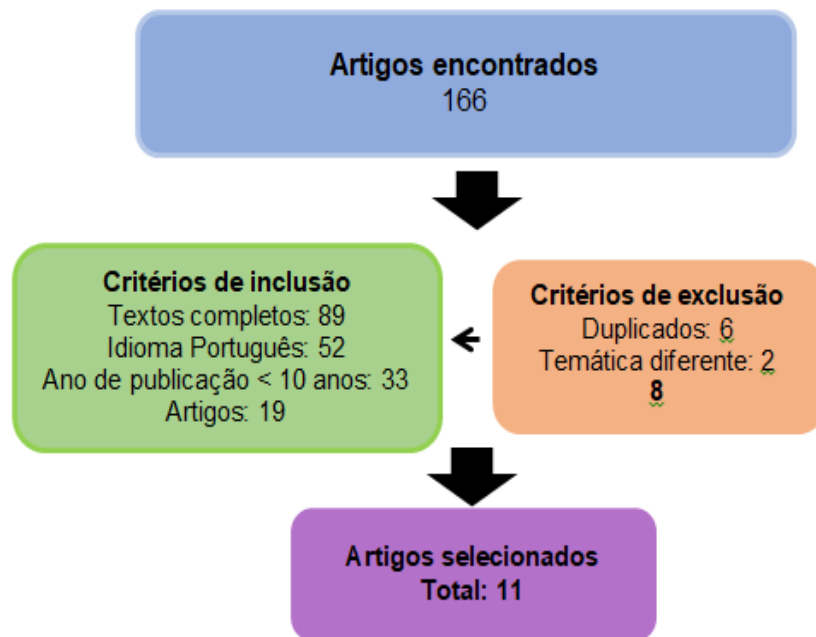 Artigos encontrados
166
Critérios de inclusão
Textos completos: 89
Idioma Português: 52
Ano de publicação < 10 anos: 33
Artigos: 19
Critérios de exclusão
Duplicados: 6
Temática diferente: 2
8
Artigos selecionados
Total: 11